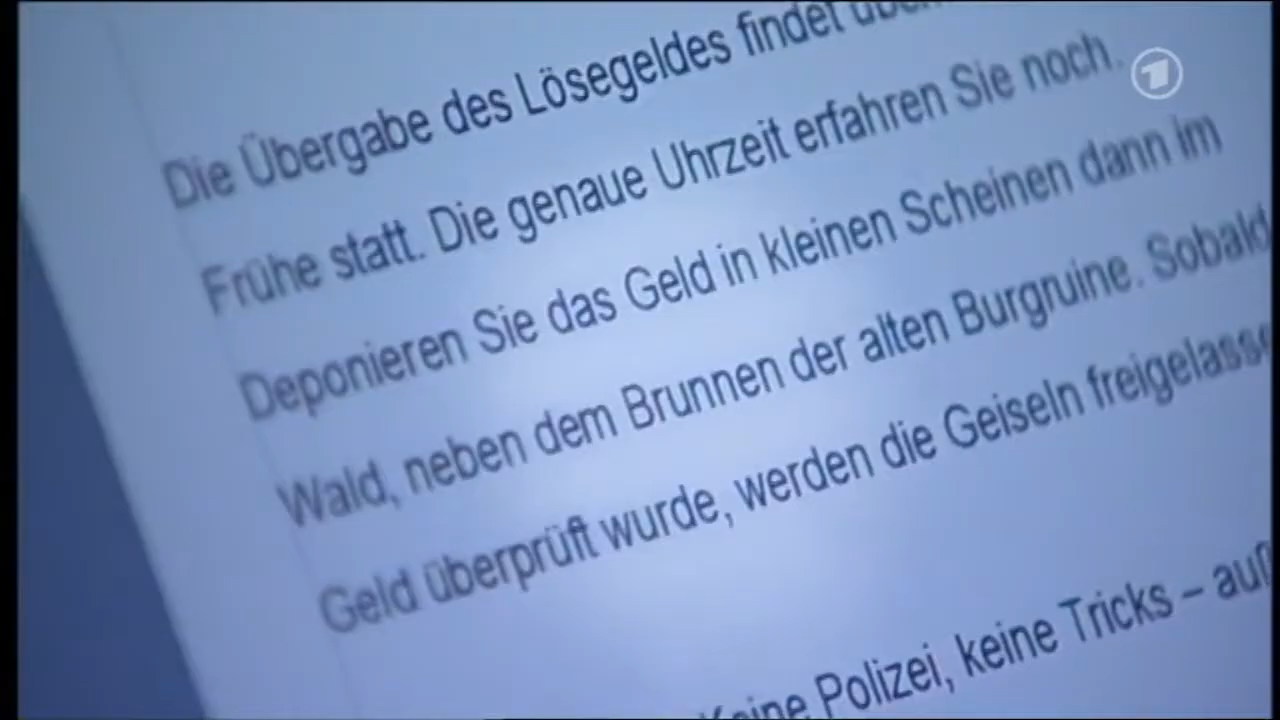 Die Übergabe des Lösegeldes findet
Frühe statt. Die genaue Uhrzeit erfahren Sie noch.
Deponieren Sie das Geld in kleinen Scheinen dann im
Wald, neben dem Brunnen der alten Burgruine. Sobald
Geld überprüft wurde, werden die Geiseln
Keine Polizei, keine Tricks –
1